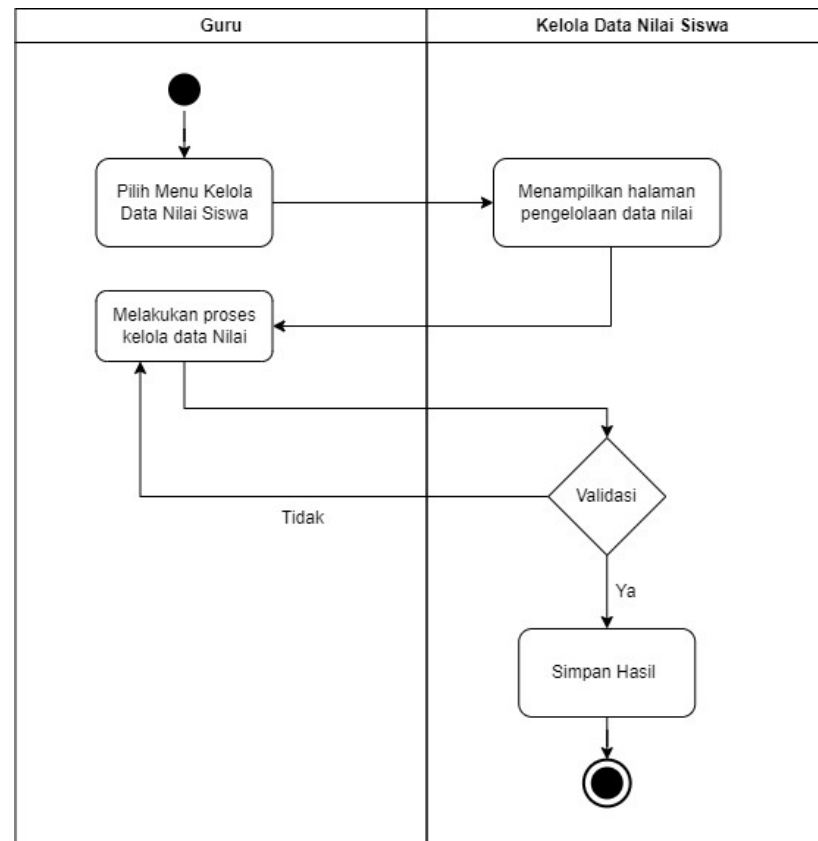 Guru
Kelola Data Nilai Siswa
Pilih Menu Kelola
Data Nilai Siswa
Menampilkan halaman
pengelolaan data nilai
Melakukan proses
kelola data Nilai
Validasi
Tidak
Ya
Simpan Hasil